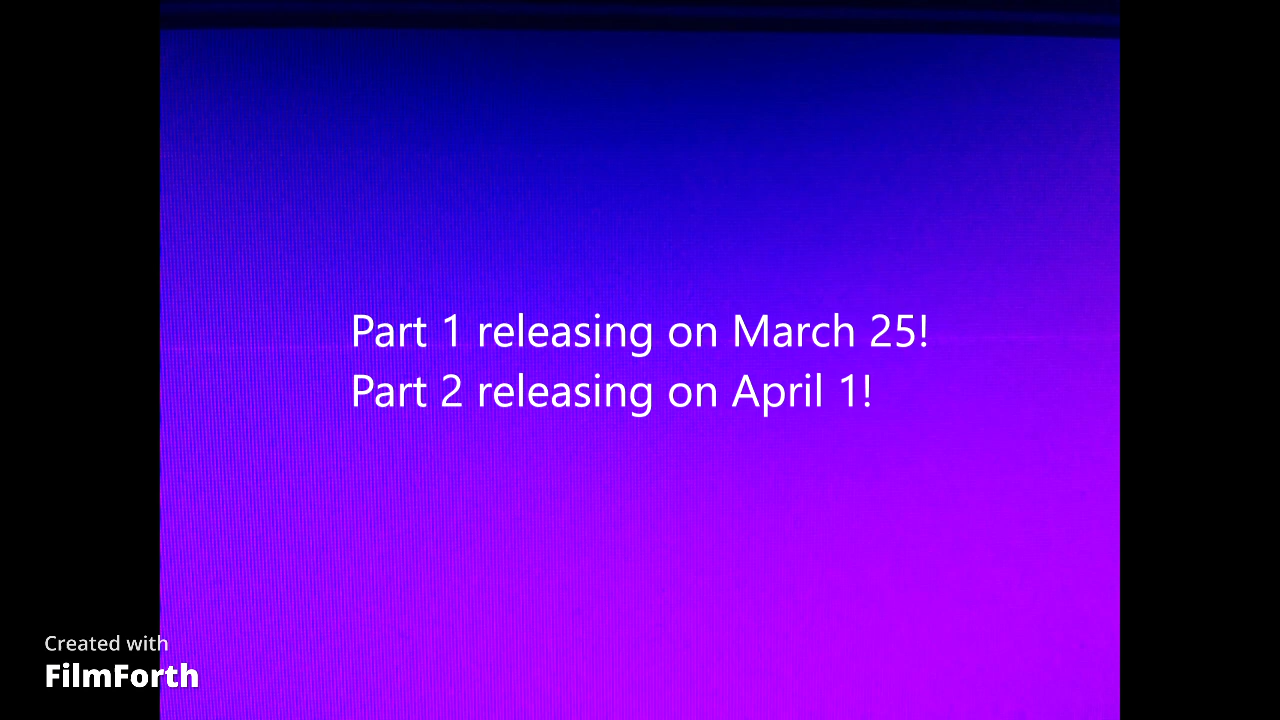 Part 1 releasing on March 25!
Part 2 releasing on April 1!
Created with
FilmForth